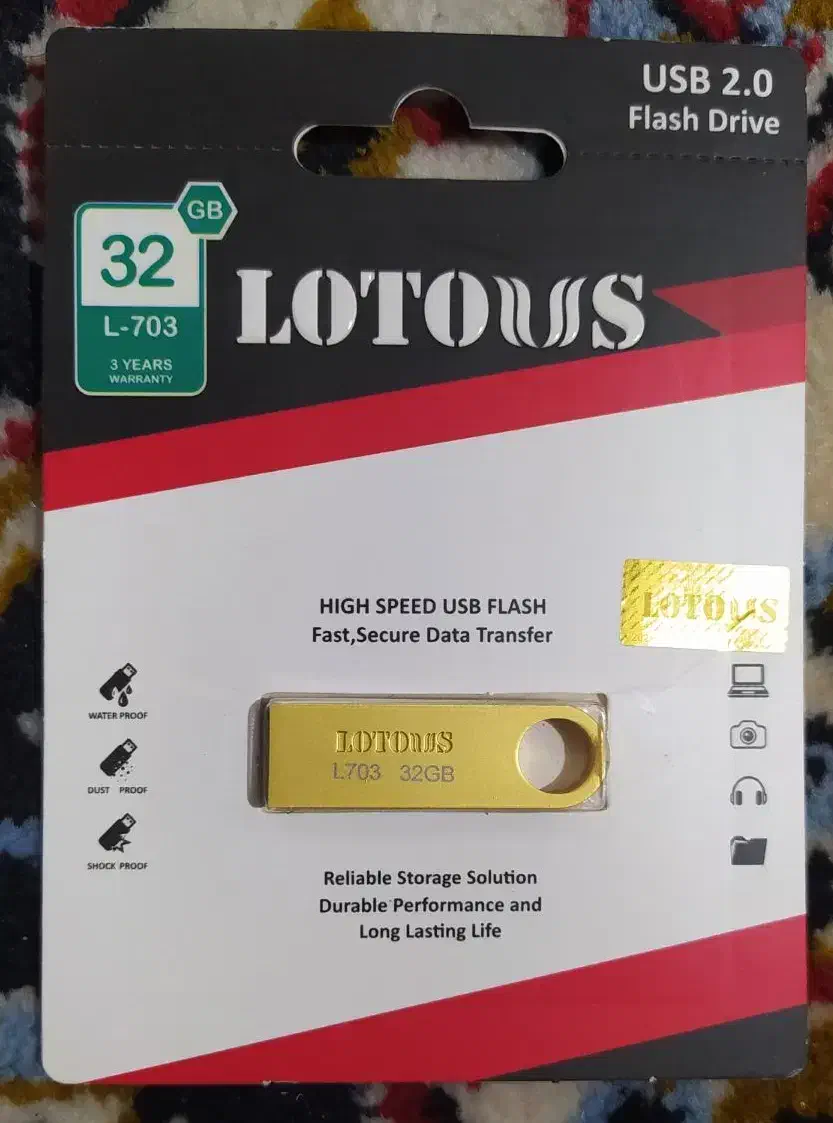 USB 2.0
Flash Drive
GB
32
L-703
3 YEARS
WARRANTY
LOTOUS
HIGH SPEED USB FLASH
Fast,Secure Data Transfer
LOTOUS
WATER PROOF
DUST PROOF
SHOCK PROOF
LOTOUS
L703 32GB
Reliable Storage Solution
Durable Performance and
Long Lasting Life